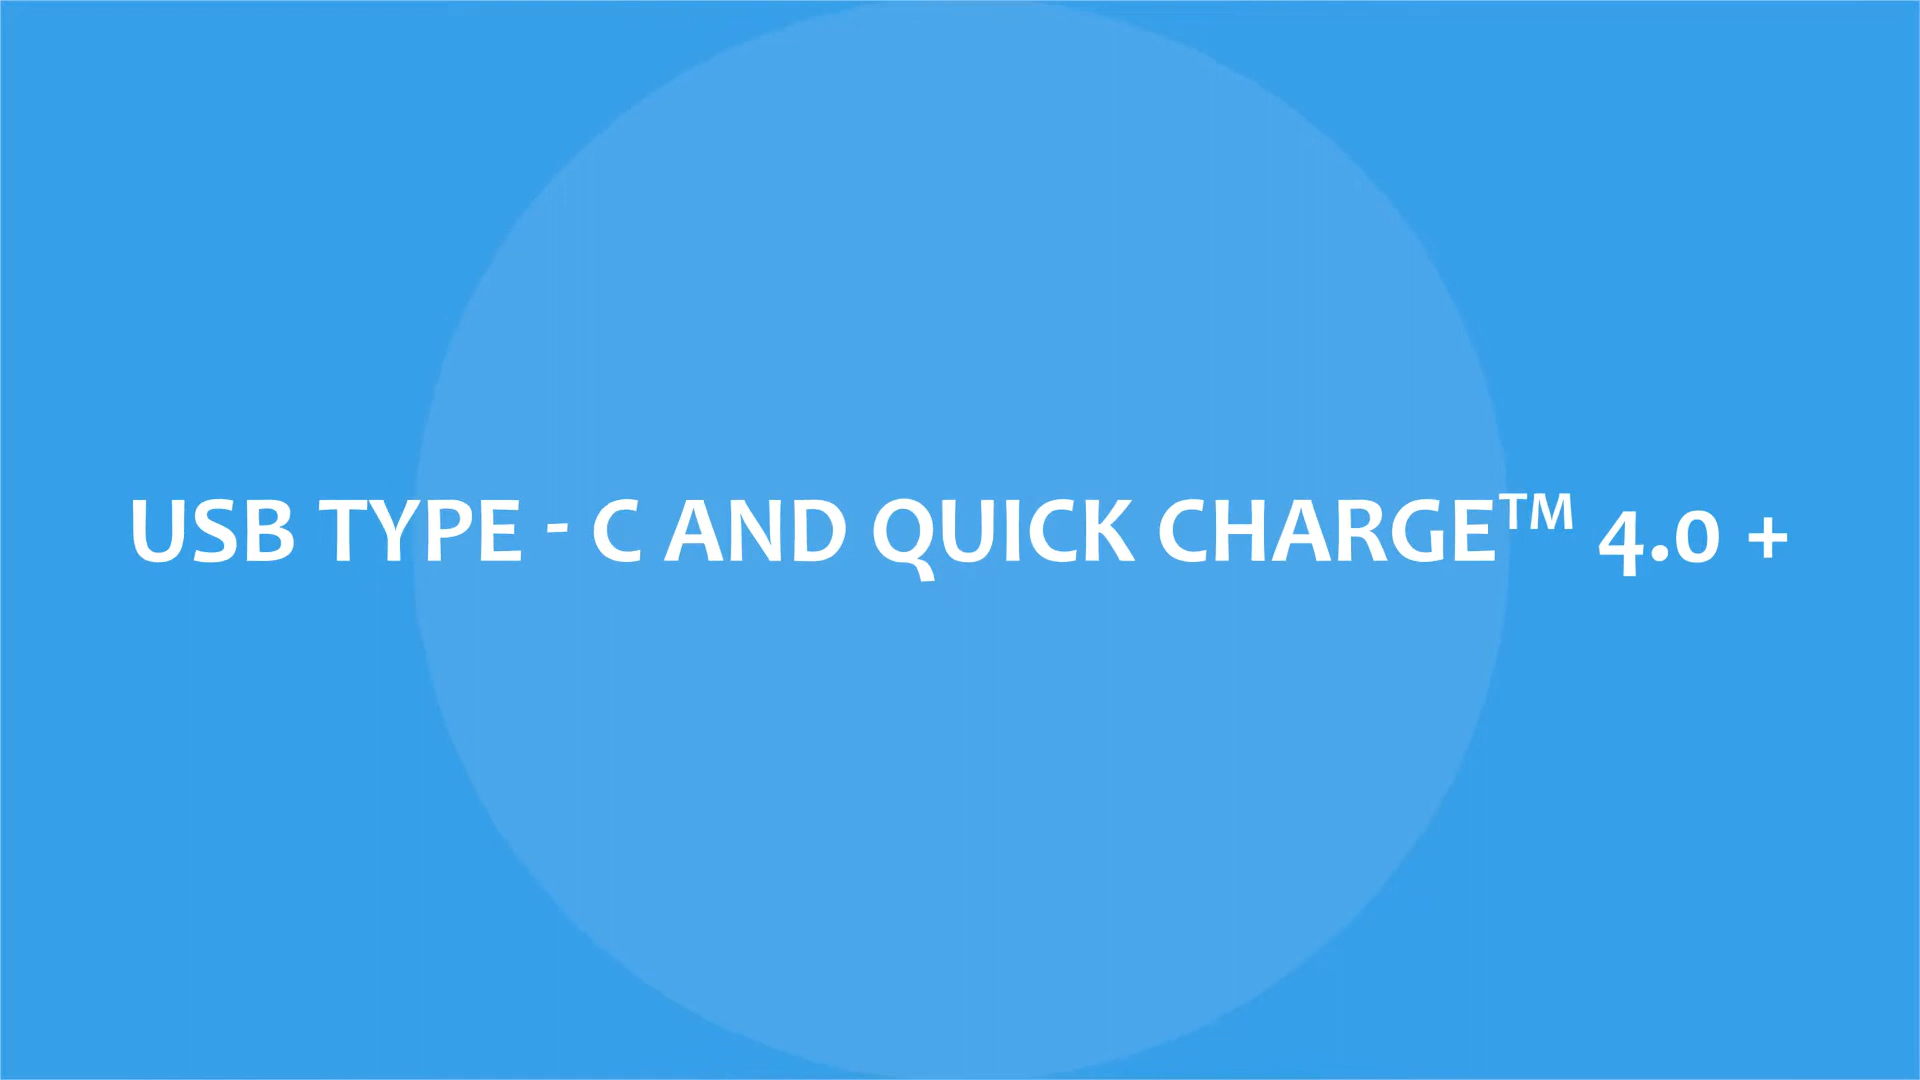 USB TYPE - C AND QUICK CHARGE™ 4.0 +